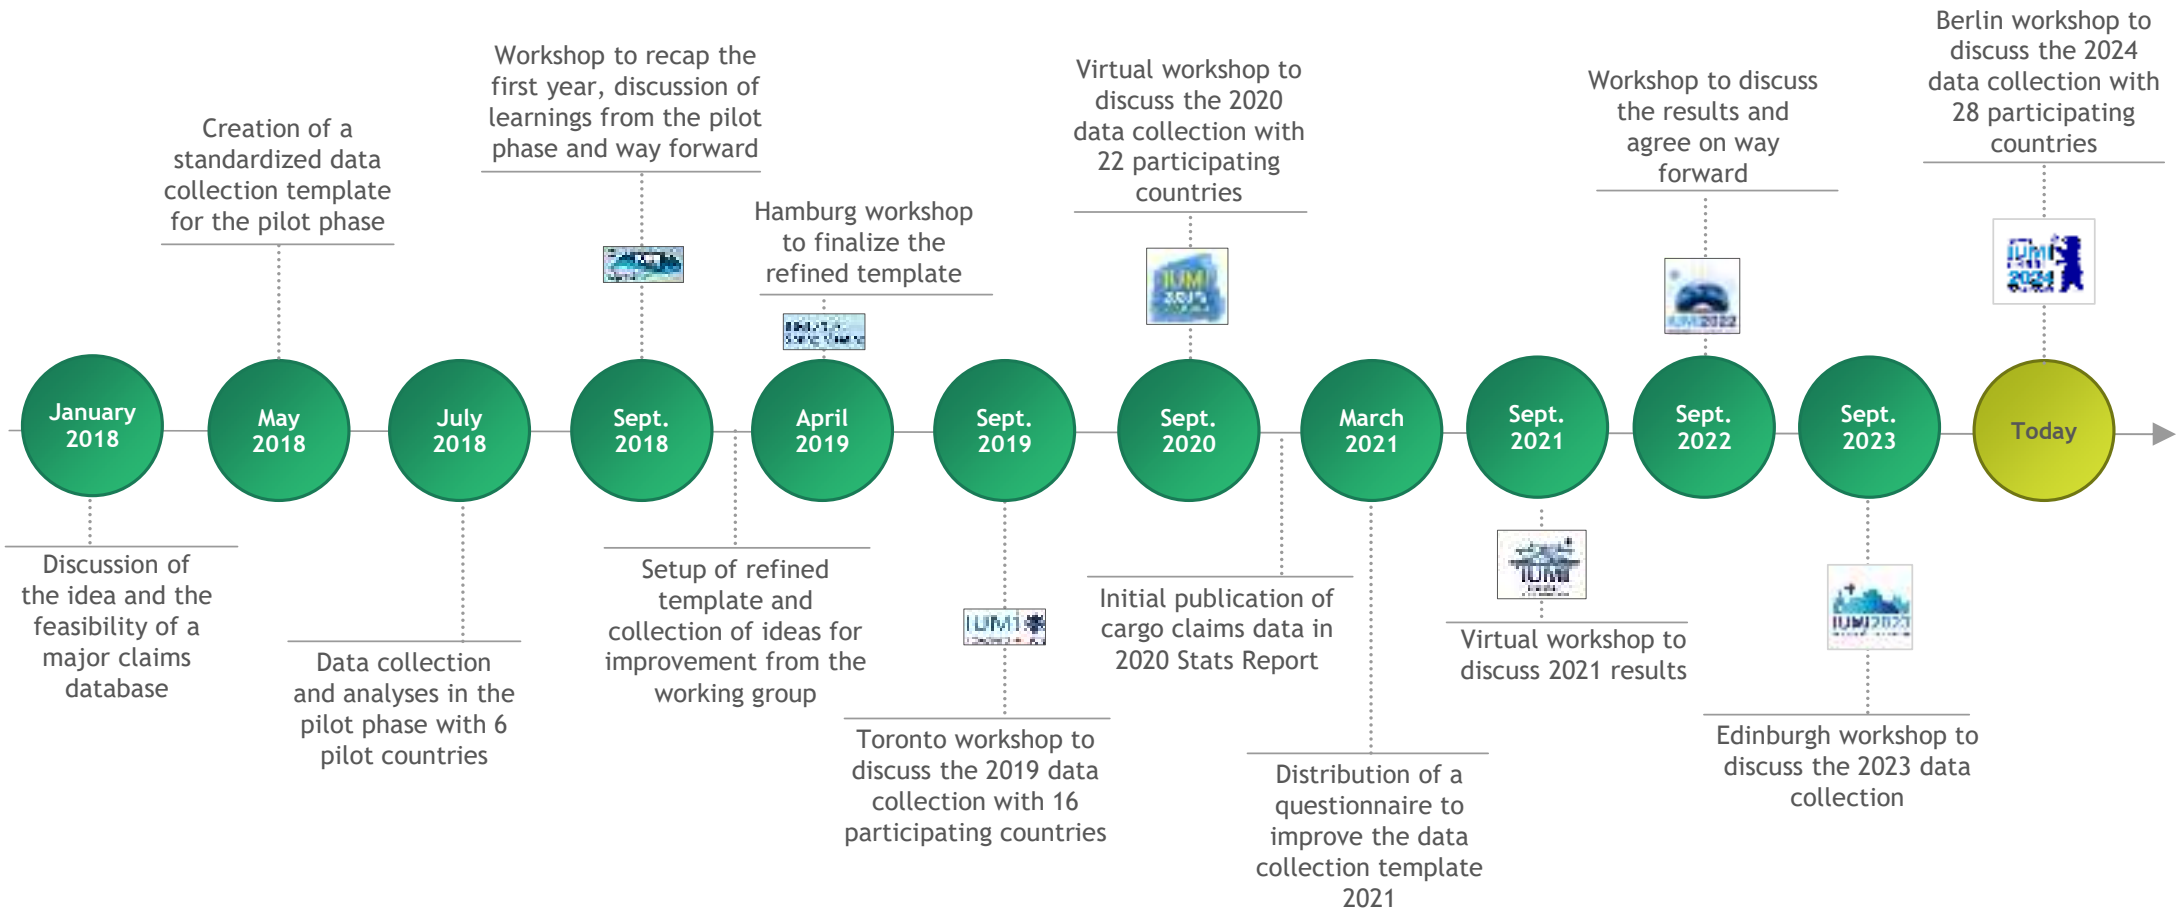 Berlin workshop to
discuss the 2024
data collection with
28 participating
countries
Workshop to recap the
first year, discussion of
learnings from the pilot
phase and way forward
Virtual workshop to
discuss the 2020
data collection with
22 participating
countries
Workshop to discuss
the results and
agree on way
forward
Creation of a
standardized data
collection template
for the pilot phase
Hamburg workshop
to finalize the
refined template
IUMI
IUMI
2024
IUMI2022
January
2018
May
2018
July
2018
Sept.
2018
April
2019
Sept.
2019
Sept.
2020
March
2021
Sept.
2021
Sept.
2022
Sept.
2023
Today
Discussion of
the idea and the
feasibility of a
major claims
database
Data collection
and analyses in the
pilot phase with 6
pilot countries
Setup of refined
template and
collection of ideas for
improvement from the
working group
IUMI
Toronto workshop to
discuss the 2019 data
collection with 16
participating countries
Initial publication of
cargo claims data in
2020 Stats Report
Distribution of a
questionnaire to
improve the data
collection template
2021
IUMI
Virtual workshop to
discuss 2021 results
IUMI2023
Edinburgh workshop to
discuss the 2023 data
collection